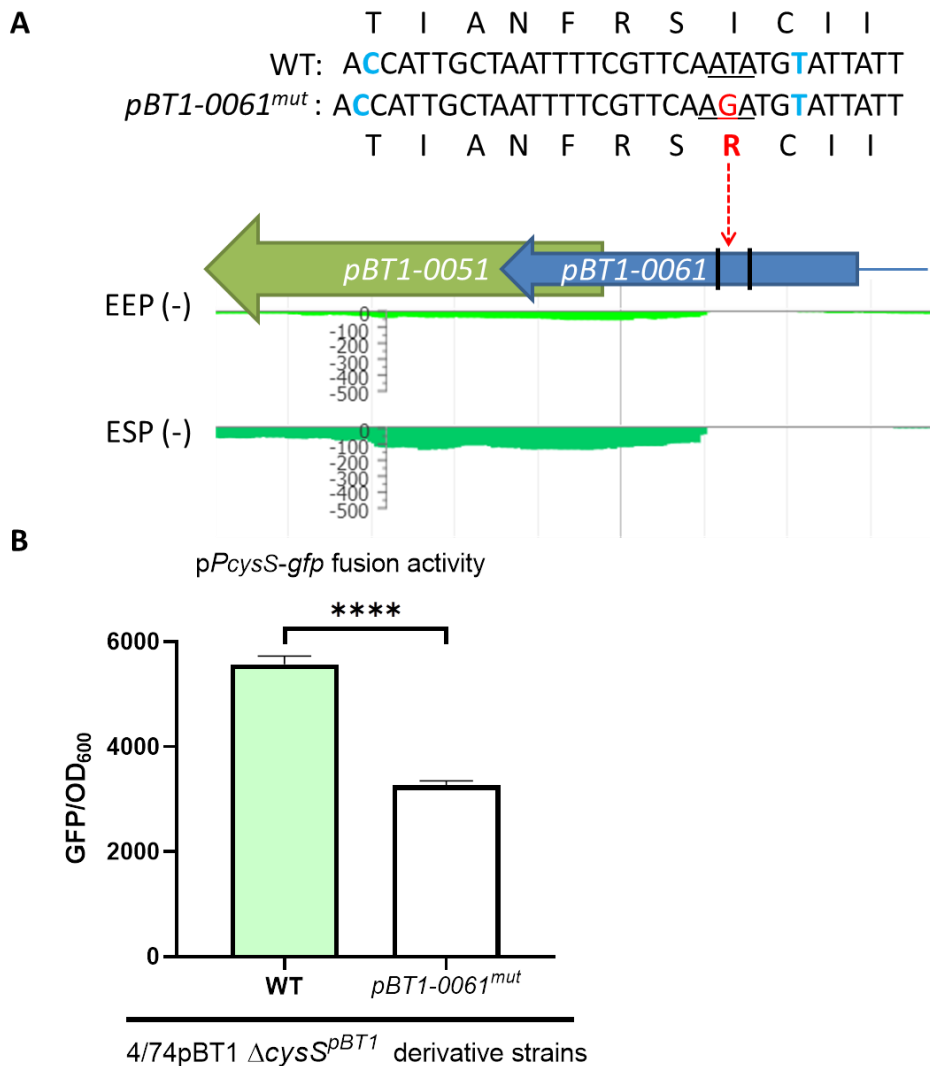 A
T I A N F R S I C I I
WT: ACCATTGCTAATTTTCGTTCAATATGTATTATT
pBT1-0061mut : ACCATTGCTAATTTTCGTTCAAGATGTATTATT
T I A N F R S R C I I
pBT1-0051 pBT1-0061
EEP (-)
0
-100
-200
-300
-400
-500
ESP (-)
0
-100
-200
-300
-400
-500
B
pPcysS-gfp fusion activity
****
6000
4000
2000
0
GFP/OD600
WT pBT1-0061mut
4/74pBT1 ΔcysSpBT1 derivative strains